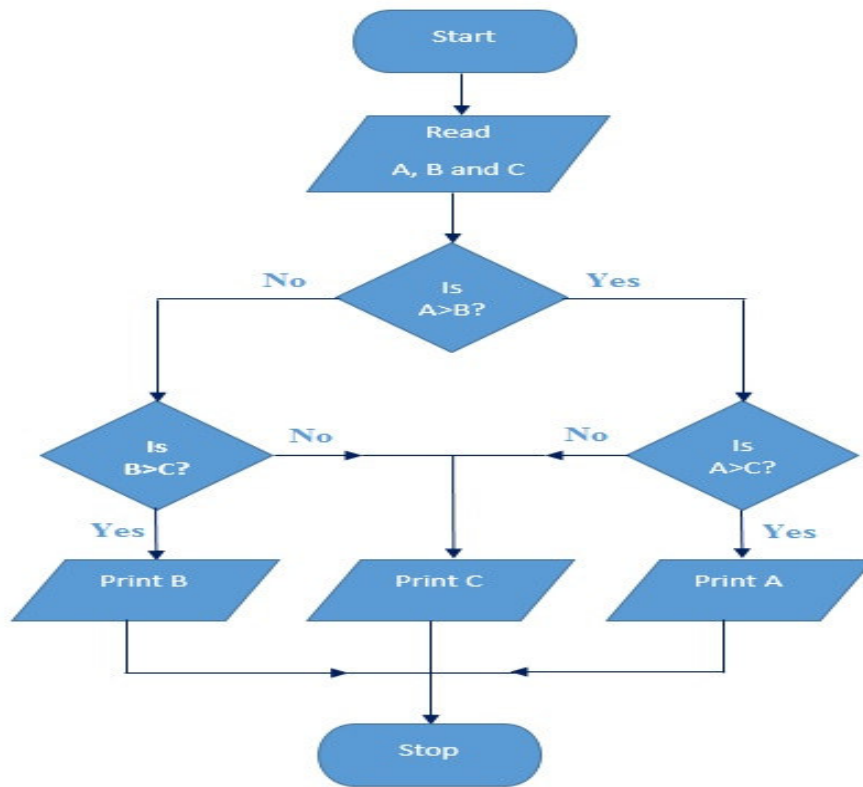 Start
Read
A, B and C
No
Is
A>B?
Yes
Is
B>C?
No
No
Is
A>C?
Yes
Yes
Print B
Print C
Print A
Stop